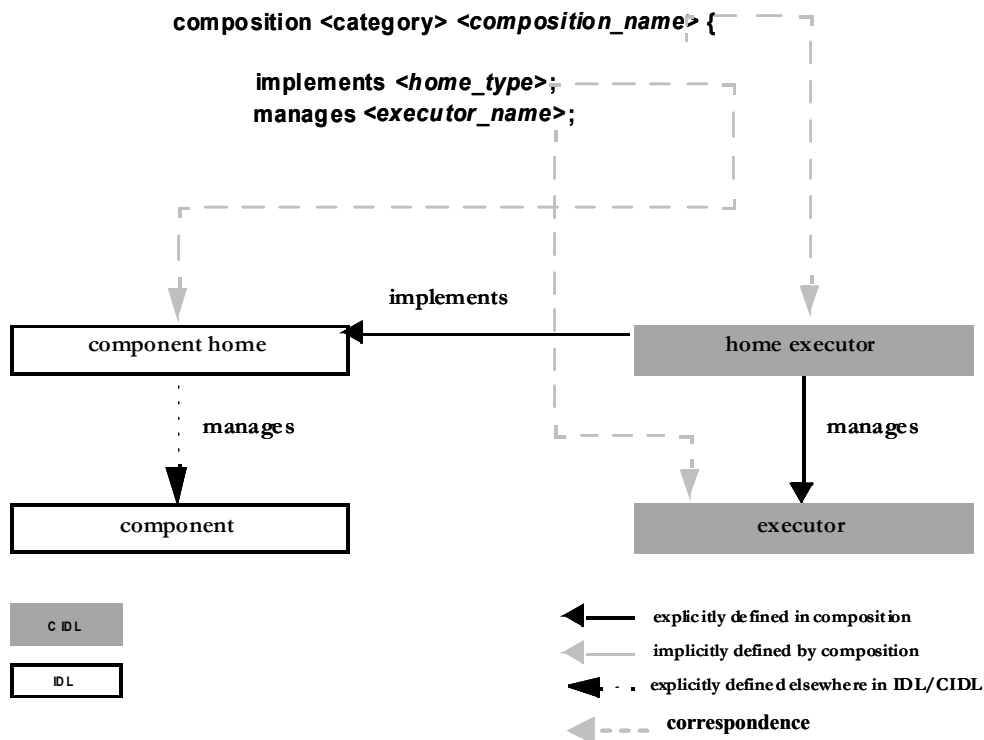 composition <category> <composition_name> {
implements <home_type>;
manages <executor_name>;
implements
component home
home executor
manages
manages
component
executor
CIDL
explicitly defined in composition
implicitly defined by composition
IDL
explicitly defined elsewhere in IDL/CIDL
correspondence